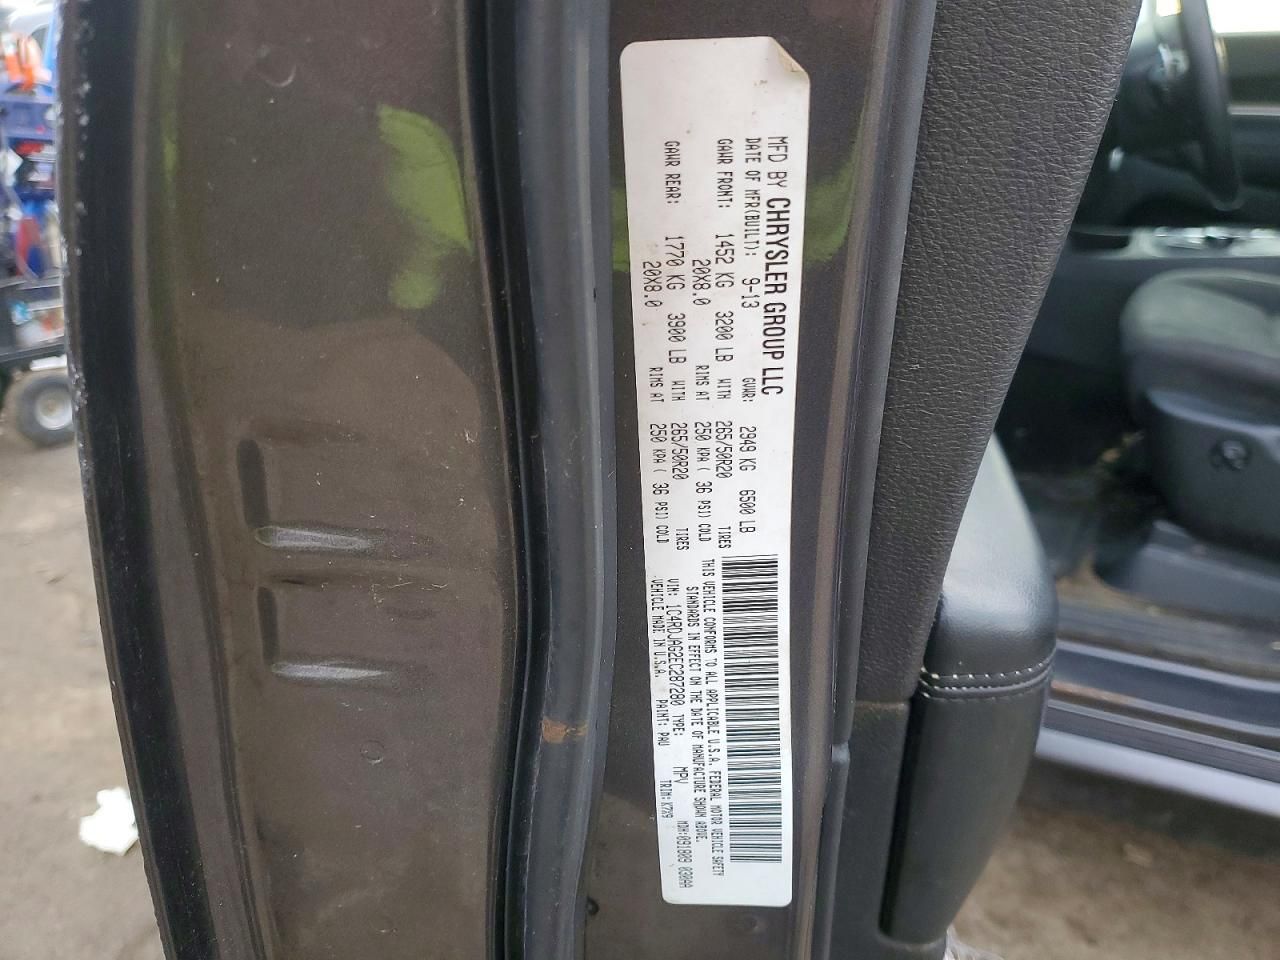 MFD BY CHRYSLER GROUP LLC
DATE OF MFR(BUILT): 9-13 GVWR: 2949 KG 6500 LB
GAWR FRONT: 1452 KG 3200 LB WITH 265/50R20 TIRES
20X8.0 RIMS AT 250 KPA ( 36 PSI) COLD
GAWR REAR: 1770 KG 3900 LB WITH 265/50R20 TIRES
20X8.0 RIMS AT 250 KPA ( 36 PSI) COLD
THIS VEHICLE CONFORMS TO ALL APPLICABLE U.S.A. FEDERAL MOTOR VEHICLE SAFETY
STANDARDS IN EFFECT ON THE DATE OF MANUFACTURE SHOWN ABOVE.
VIN: 1C4RDJAG2EC287280 TYPE: MPV MDH:091809 030AA
VEHICLE MADE IN U.S.A. PAINT: PAU TRIM: K7X9